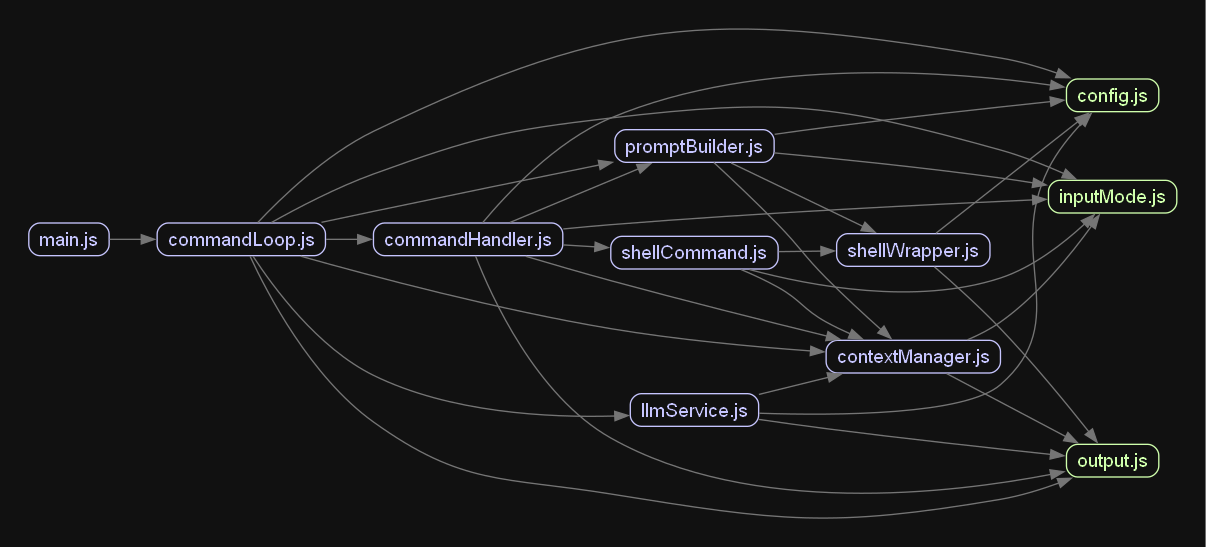 config.js
promptBuilder.js
inputMode.js
main.js
commandLoop.js
commandHandler.js
shellCommand.js
shellWrapper.js
contextManager.js
llmService.js
output.js